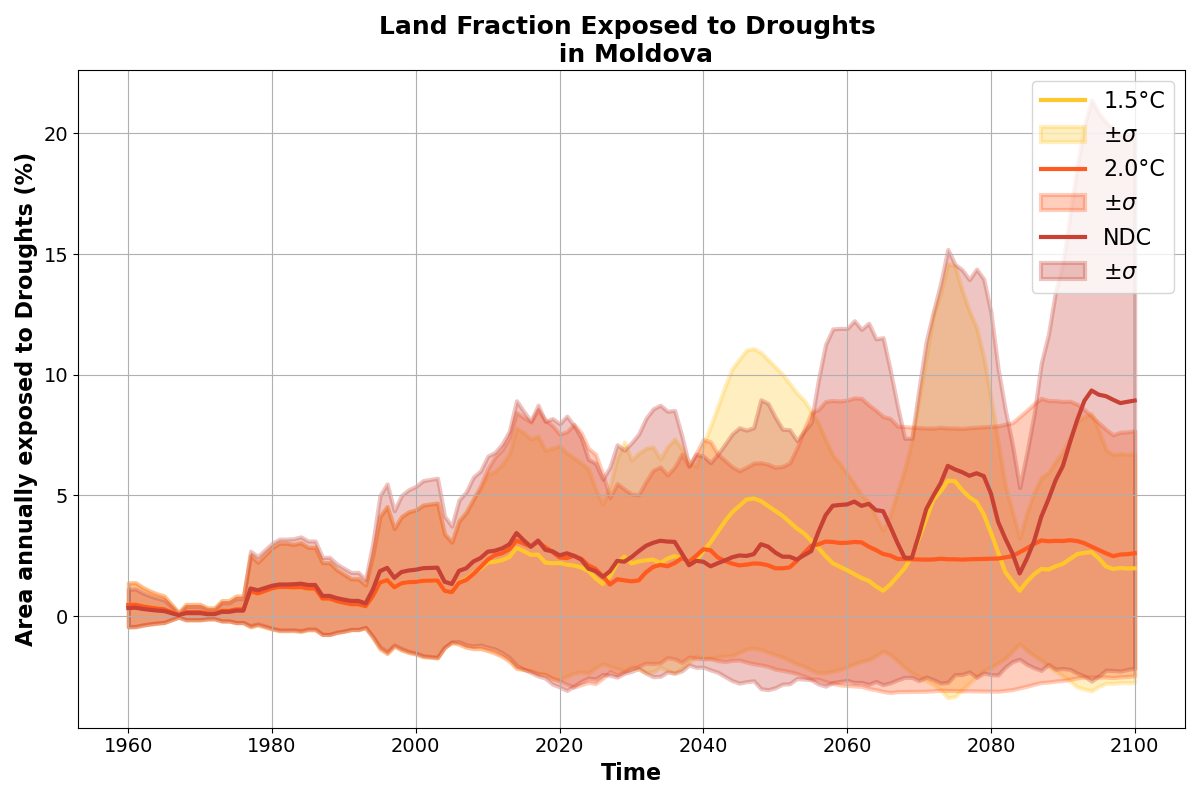 Land Fraction Exposed to Droughts
in Moldova
Area annually exposed to Droughts (%)
20
15
10
5
0
1960 1980 2000 2020 2040 2060 2080 2100
Time
1.5°C
±σ
2.0°C
±σ
NDC
±σ